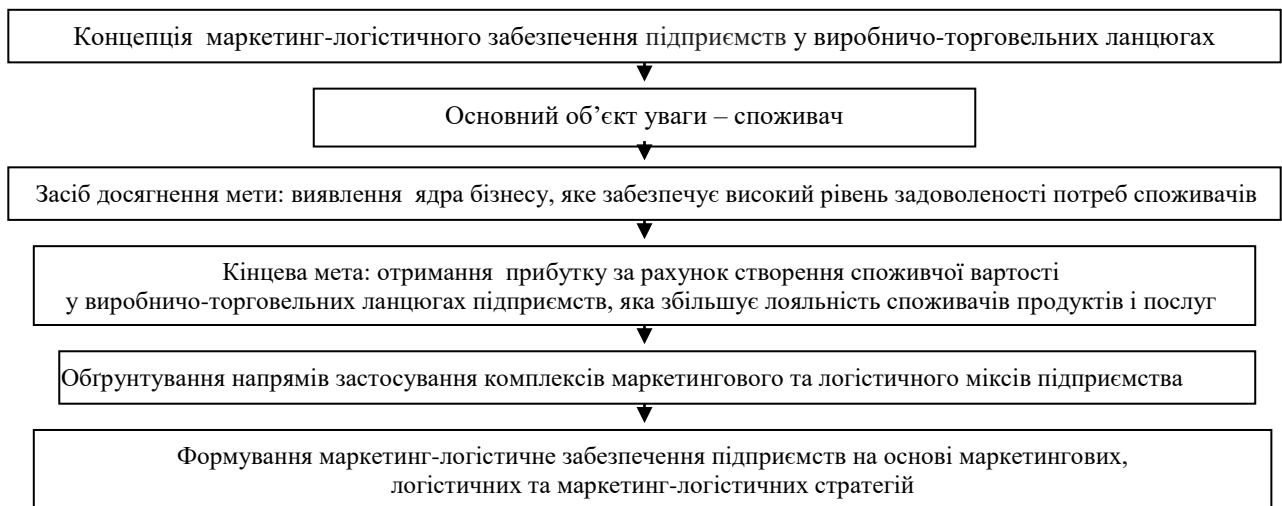 Концепція маркетинг-логістичного забезпечення підприємств у виробничо-торговельних ланцюгах
Основний об’єкт уваги – споживач
Засіб досягнення мети: виявлення ядра бізнесу, яке забезпечує високий рівень задоволеності потреб споживачів
Кінцева мета: отримання прибутку за рахунок створення споживчої вартості
у виробничо-торговельних ланцюгах підприємств, яка збільшує лояльність споживачів продуктів і послуг
Обґрунтування напрямів застосування комплексів маркетингового та логістичного міксів підприємства
Формування маркетинг-логістичне забезпечення підприємств на основі маркетингових,
логістичних та маркетинг-логістичних стратегій